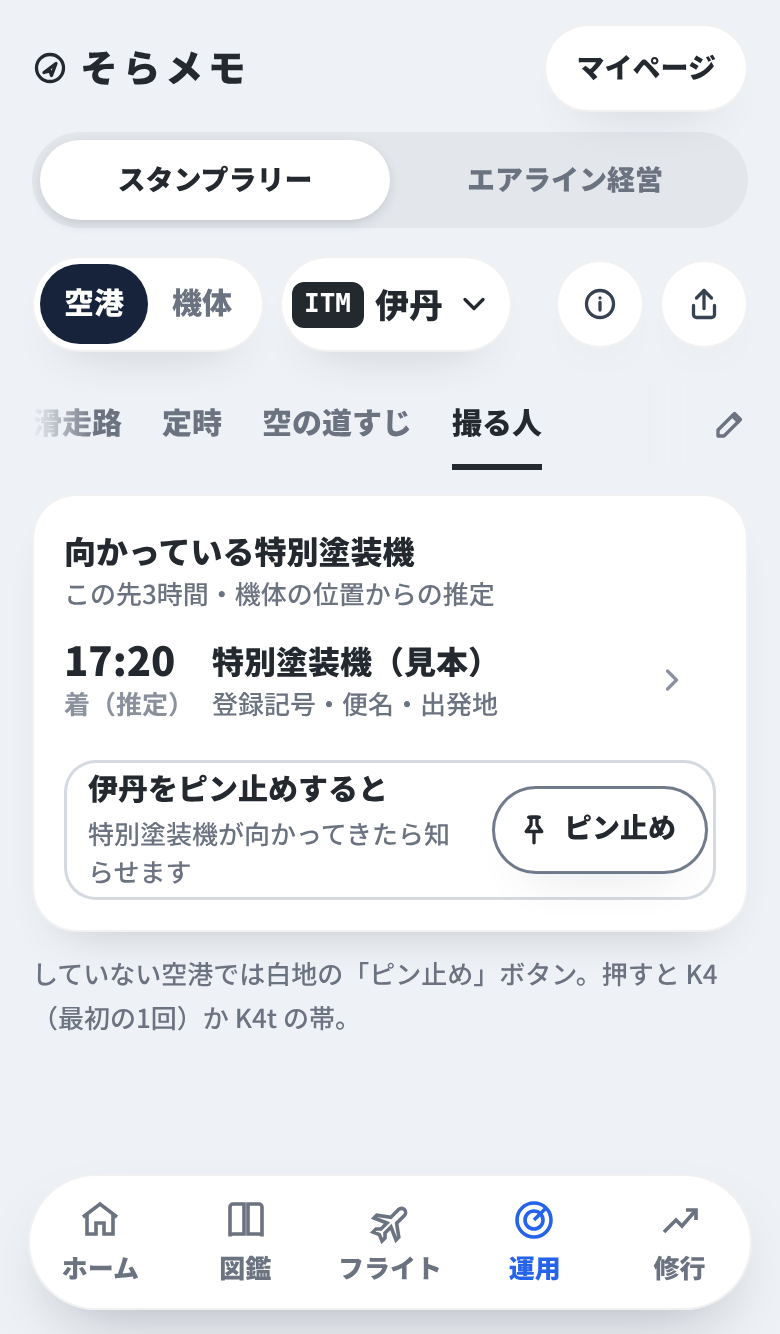 そらメモ
マイページ
スタンプラリー
エアライン経営
空港
機体
ITM 伊丹
滑走路
定時
空の道すじ
撮る人
向かっている特別塗装機
この先3時間・機体の位置からの推定
17:20 特別塗装機（見本）
着（推定） 登録記号・便名・出発地
伊丹をピン止めすると
特別塗装機が向かってきたら知
らせます
ピン止め
していない空港では白地の「ピン止め」ボタン。押すと K4
（最初の1回）か K4t の帯。
ホーム
図鑑
フライト
運用
修行